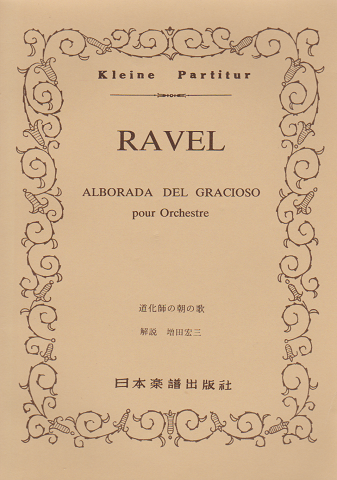 Kleine Partitur
RAVEL
ALBORADA DEL GRACIOSO
pour Orchestre
道化師の朝の歌
解説 増田宏三
日本楽譜出版社